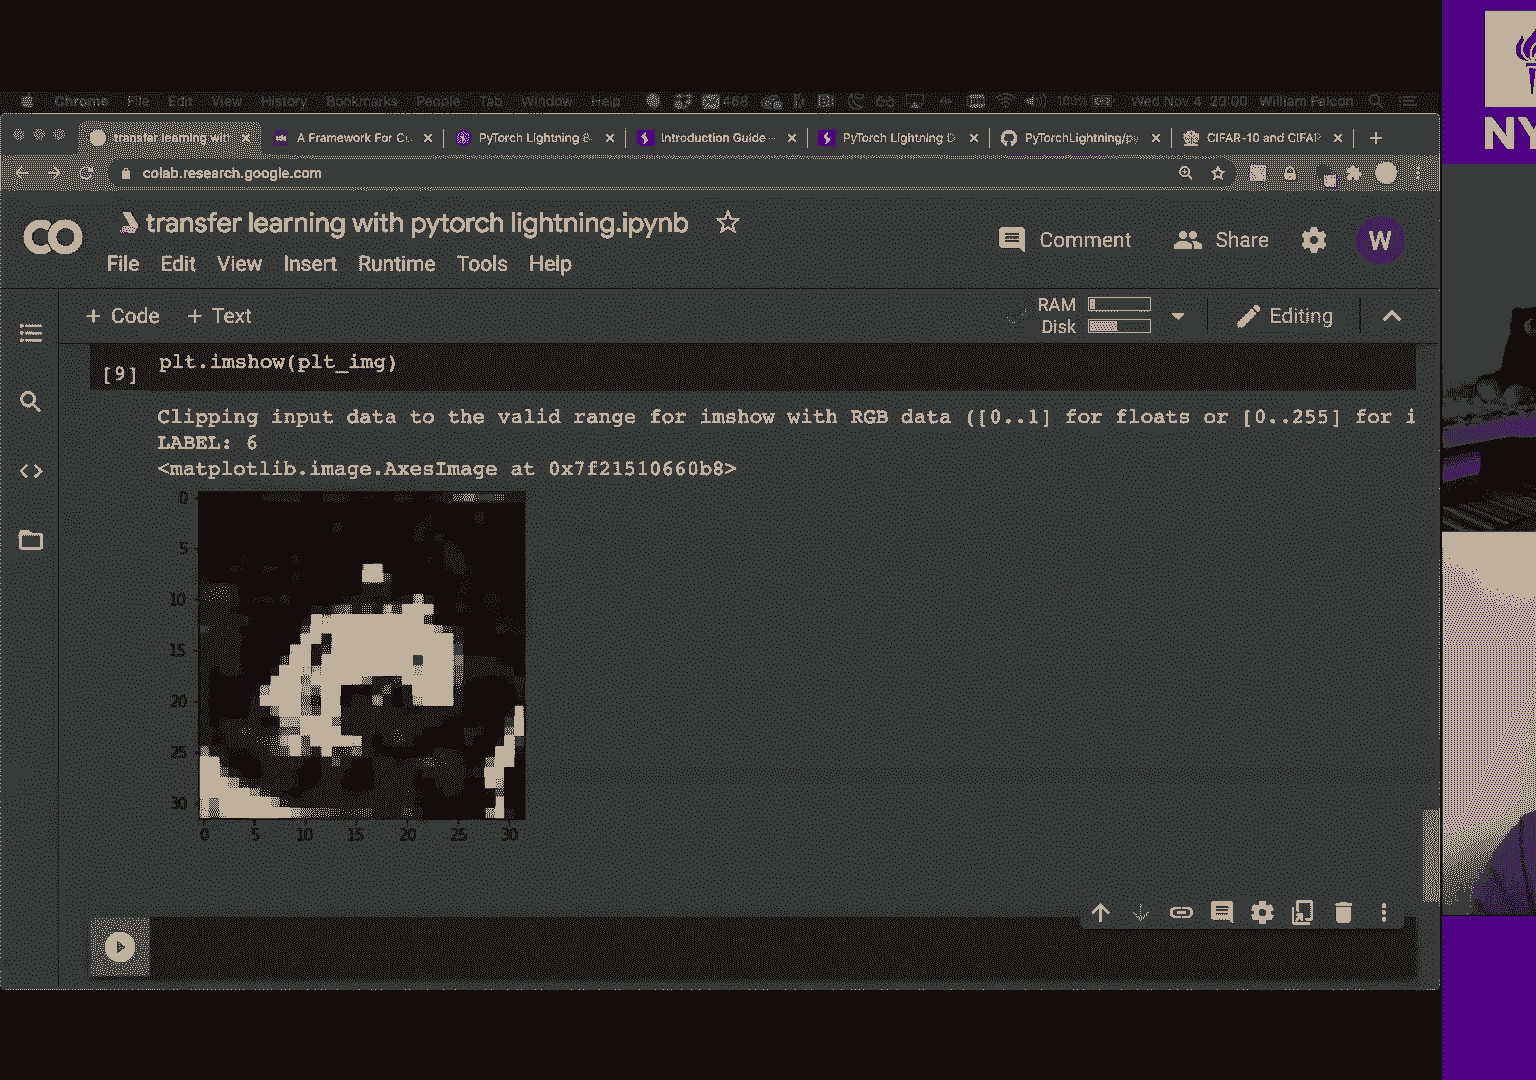 Chrome File Edit View History Bookmarks People Tab Window Help 468 100% Wed Nov 4 20:00 William Falcon
transfer learning with A Framework For C PyTorch Lightning Introduction Guide PyTorch Lightning D PyTorchLightning/py CIFAR-10 and CIFAR
colab.research.google.com
NY
CO transfer learning with pytorch lightning.ipynb
Comment Share W
File Edit View Insert Runtime Tools Help
+ Code + Text RAM Disk Editing
[9] plt.imshow(plt_img)
Clipping input data to the valid range for imshow with RGB data ([0..1] for floats or [0..255] for i
LABEL: 6
<matplotlib.image.AxesImage at 0x7f21510660b8>
0
5
10
15
20
25
30
0 5 10 15 20 25 30